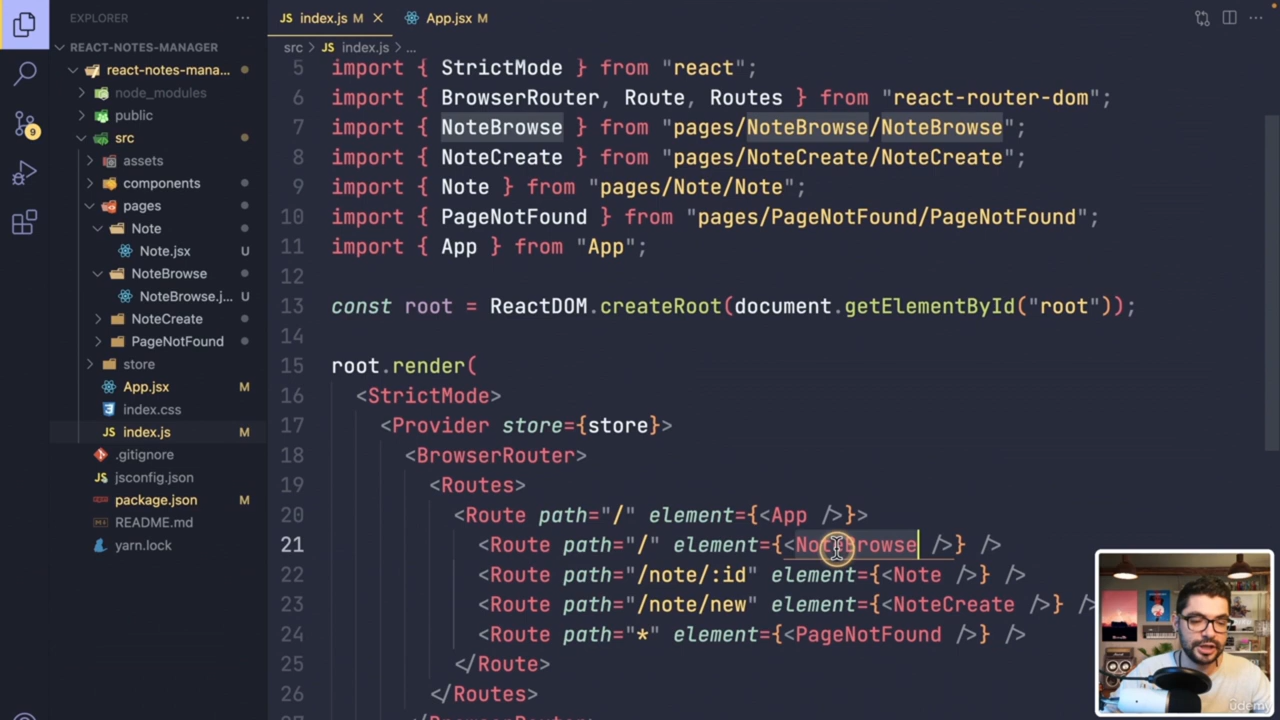 EXPLORER
REACT-NOTES-MANAGER
react-notes-mana...
node_modules
public
src
assets
components
pages
Note
Note.jsx U
NoteBrowse
NoteBrowse.j... U
NoteCreate
PageNotFound
store
App.jsx M
index.css
JS index.js M
.gitignore
jsconfig.json
package.json M
README.md
yarn.lock
9
JS index.js M
App.jsx M
src > JS index.js > ...
5 import { StrictMode } from "react";
6 import { BrowserRouter, Route, Routes } from "react-router-dom";
7 import { NoteBrowse } from "pages/NoteBrowse/NoteBrowse";
8 import { NoteCreate } from "pages/NoteCreate/NoteCreate";
9 import { Note } from "pages/Note/Note";
10 import { PageNotFound } from "pages/PageNotFound/PageNotFound";
11 import { App } from "App";
12
13 const root = ReactDOM.createRoot(document.getElementById("root"));
14
15 root.render(
16 <StrictMode>
17 <Provider store={store}>
18 <BrowserRouter>
19 <Routes>
20 <Route path="/" element={<App />}>
21 <Route path="/" element={<NoteBrowse />} />
22 <Route path="/note/:id" element={<Note />} />
23 <Route path="/note/new" element={<NoteCreate />} />
24 <Route path="*" element={<PageNotFound />} />
25 </Route>
26 </Routes>
udemy